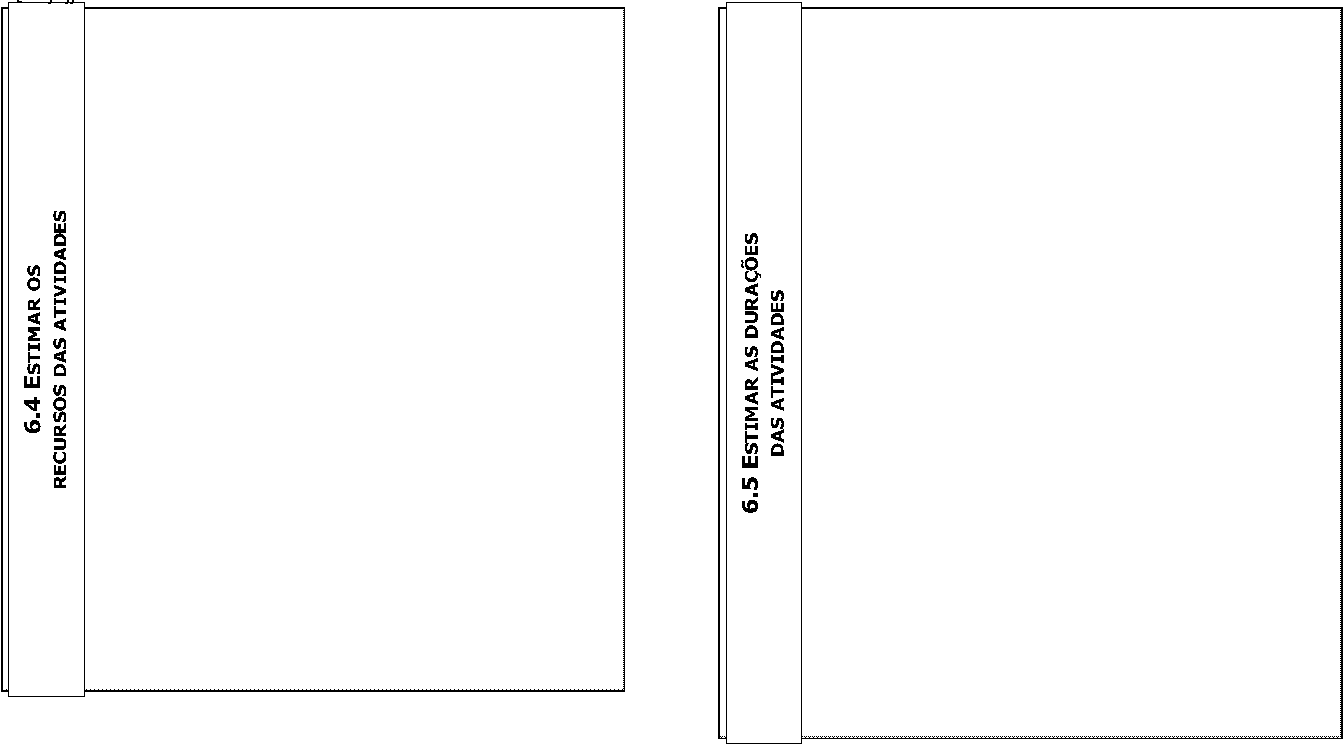 6.4 ESTIMAR OS
RECURSOS DAS ATIVIDADES
6.5 ESTIMAR AS DURAÇÕES
DAS ATIVIDADES